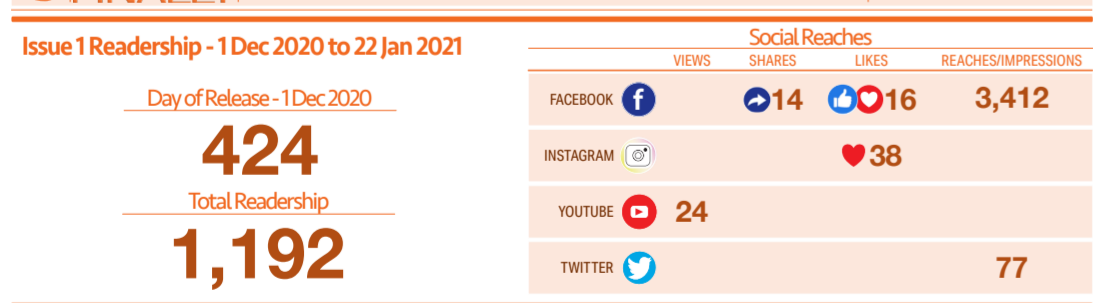 Issue 1 Readership - 1 Dec 2020 to 22 Jan 2021
Day of Release - 1 Dec 2020
424
Total Readership
1,192
Social Reaches
VIEWS SHARES LIKES REACHES/IMPRESSIONS
FACEBOOK 14 16 3,412
INSTAGRAM 38
YOUTUBE 24
TWITTER 77